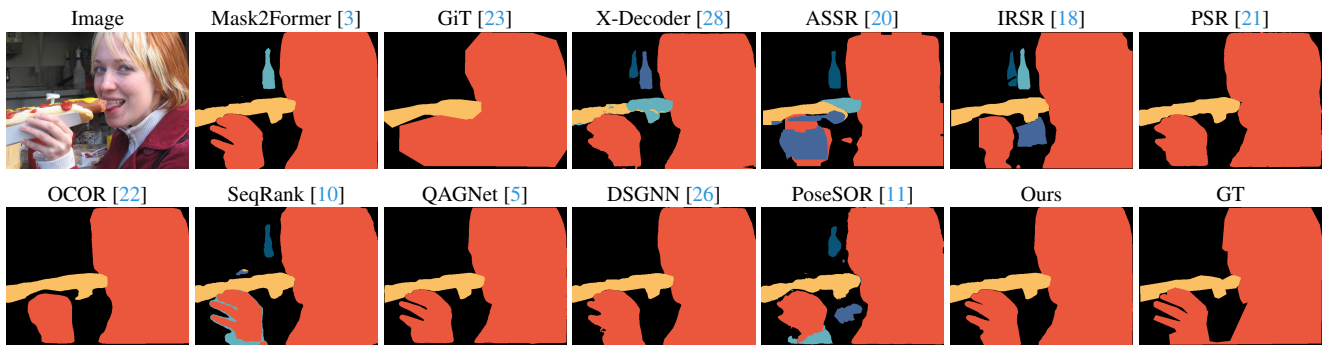 Image Mask2Former [3] GiT [23] X-Decoder [28] ASSR [20] IRSR [18] PSR [21]
OCOR [22] SeqRank [10] QAGNet [5] DSGNN [26] PoseSOR [11] Ours GT